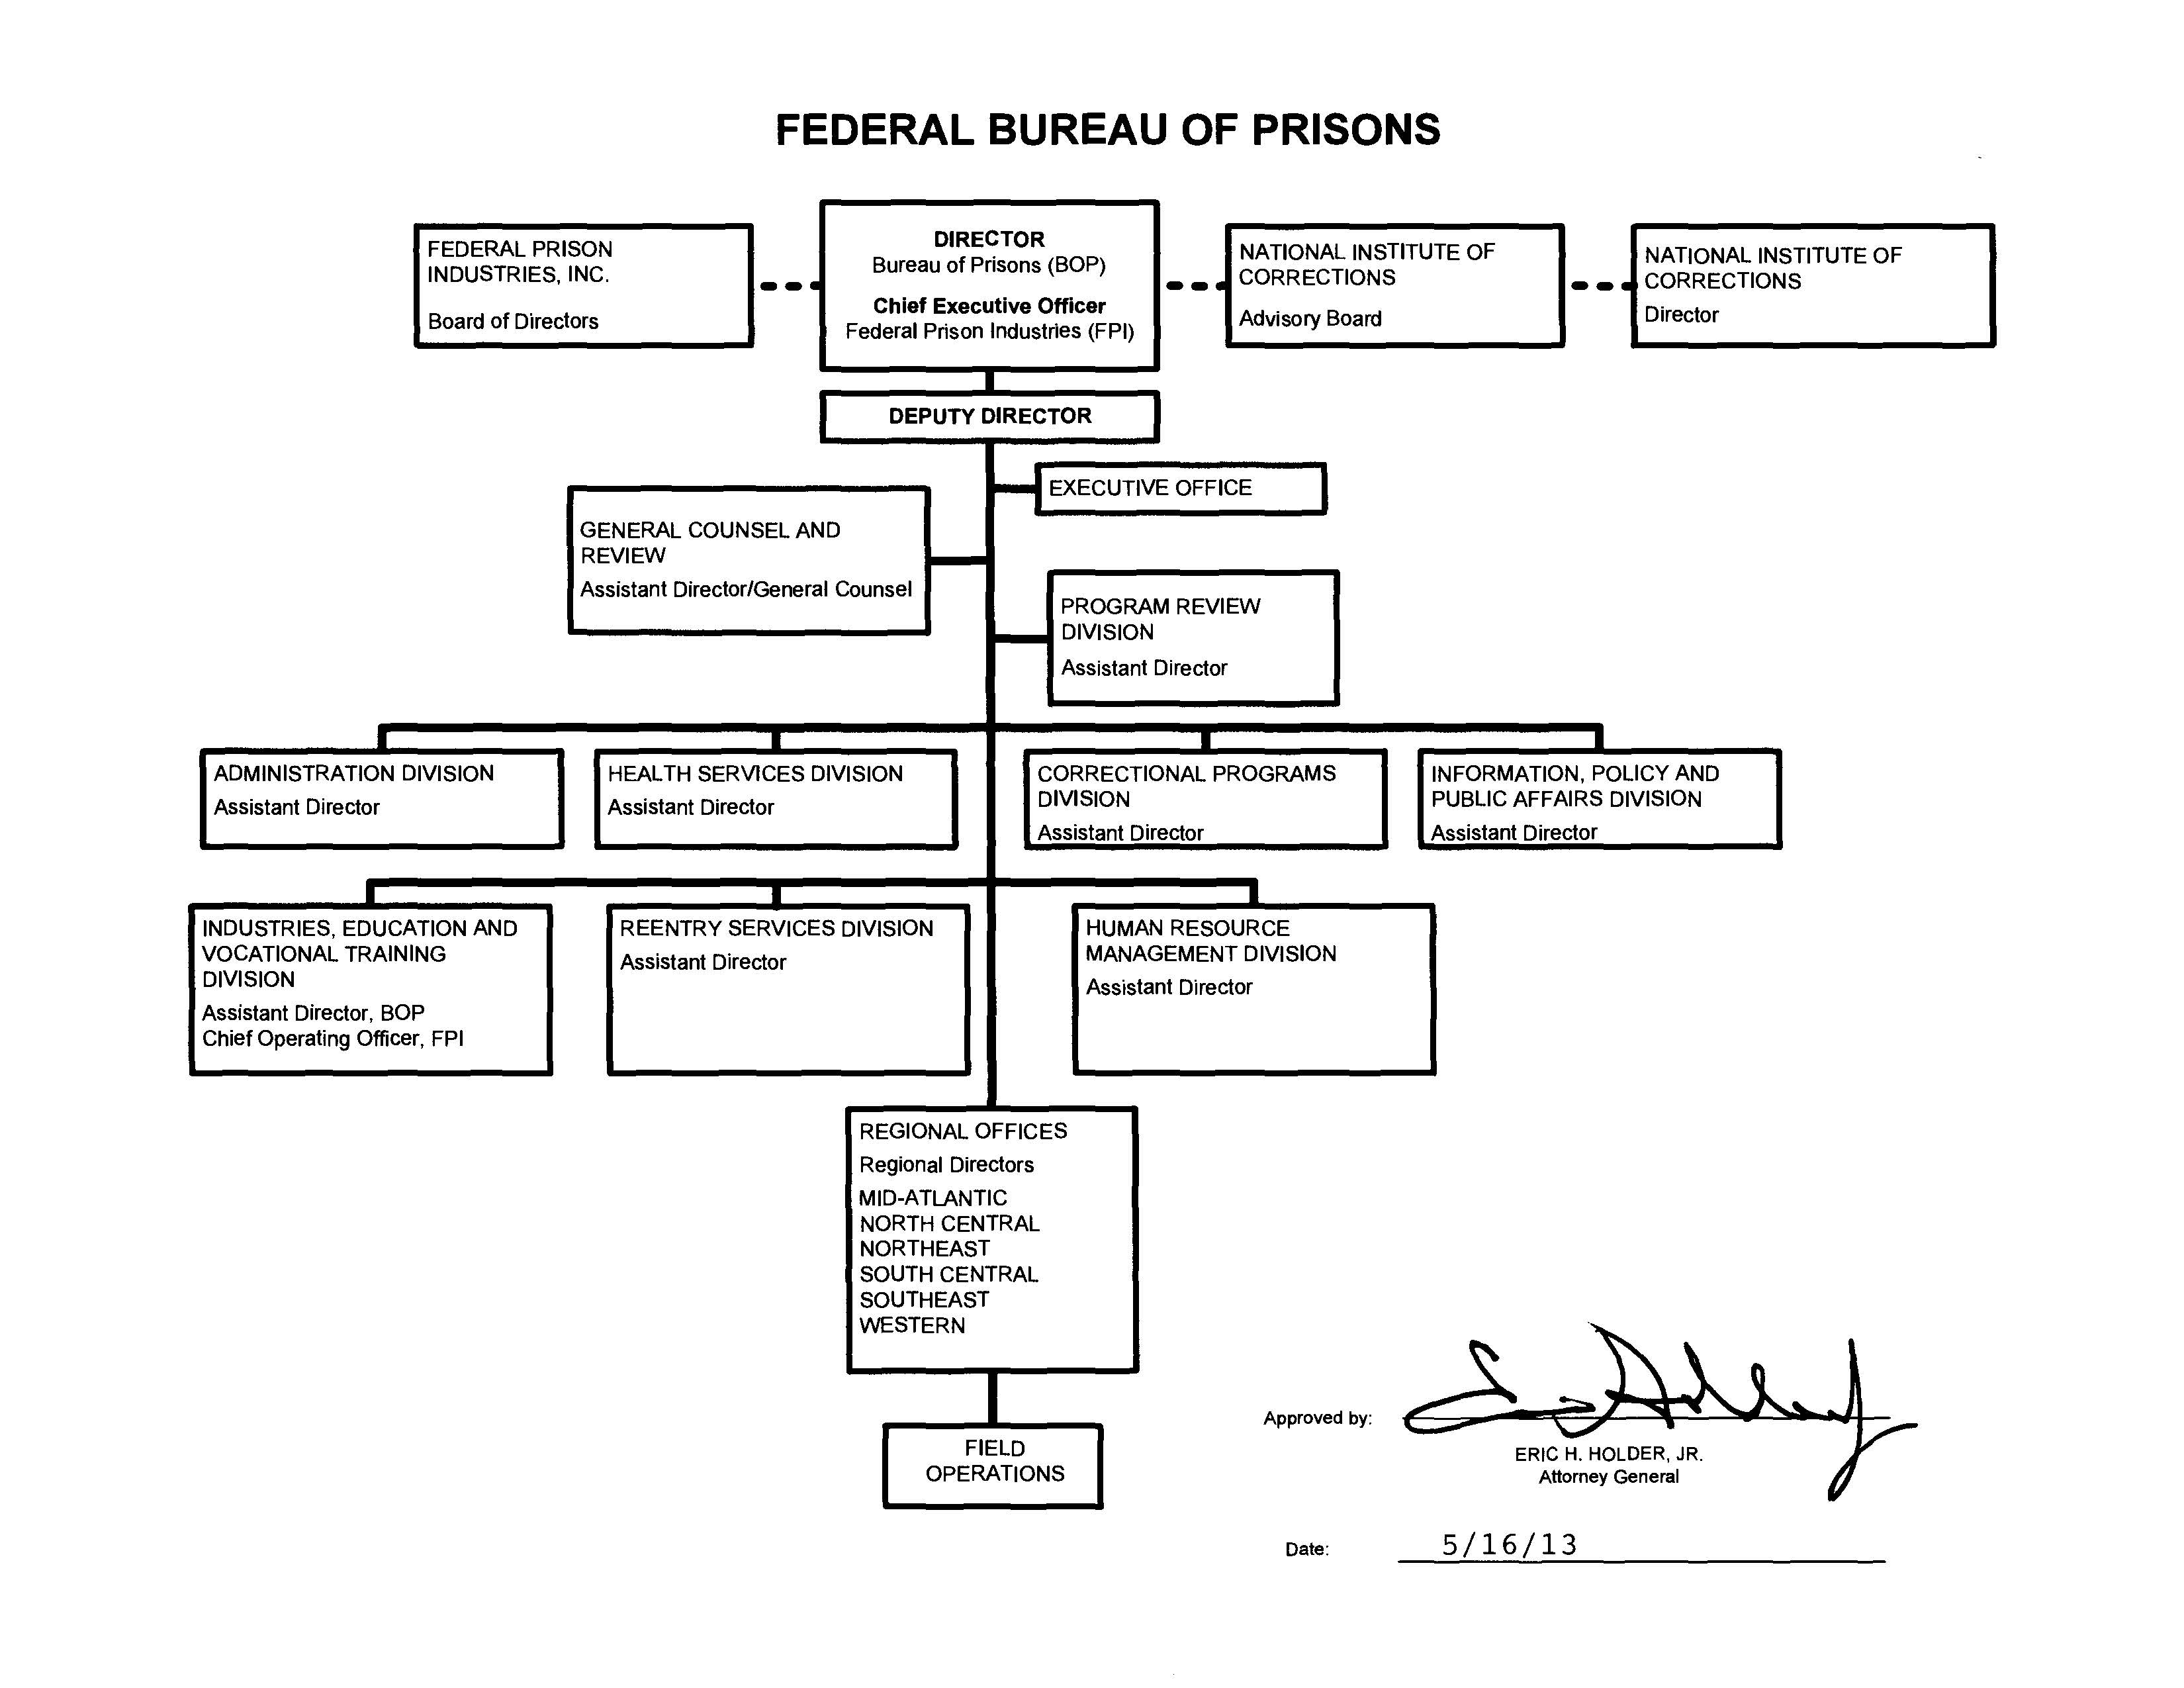 FEDERAL BUREAU OF PRISONS
FEDERAL PRISON
INDUSTRIES, INC.
Board of Directors
DIRECTOR
Bureau of Prisons (BOP)
Chief Executive Officer
Federal Prison Industries (FPI)
NATIONAL INSTITUTE OF
CORRECTIONS
Advisory Board
NATIONAL INSTITUTE OF
CORRECTIONS
Director
DEPUTY DIRECTOR
EXECUTIVE OFFICE
GENERAL COUNSEL AND
REVIEW
Assistant Director/General Counsel
PROGRAM REVIEW
DIVISION
Assistant Director
ADMINISTRATION DIVISION
Assistant Director
HEALTH SERVICES DIVISION
Assistant Director
CORRECTIONAL PROGRAMS
DIVISION
Assistant Director
INFORMATION, POLICY AND
PUBLIC AFFAIRS DIVISION
Assistant Director
INDUSTRIES, EDUCATION AND
VOCATIONAL TRAINING
DIVISION
Assistant Director, BOP
Chief Operating Officer, FPI
REENTRY SERVICES DIVISION
Assistant Director
HUMAN RESOURCE
MANAGEMENT DIVISION
Assistant Director
REGIONAL OFFICES
Regional Directors
MID-ATLANTIC
NORTH CENTRAL
NORTHEAST
SOUTH CENTRAL
SOUTHEAST
WESTERN
FIELD
OPERATIONS
Approved by:
ERIC H. HOLDER, JR.
Attorney General
Date: 5/16/13